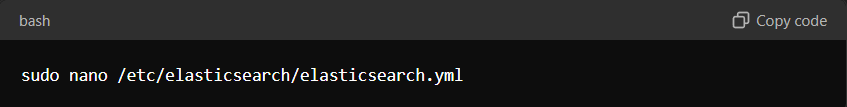 bash
Copy code
sudo nano /etc/elasticsearch/elasticsearch.yml